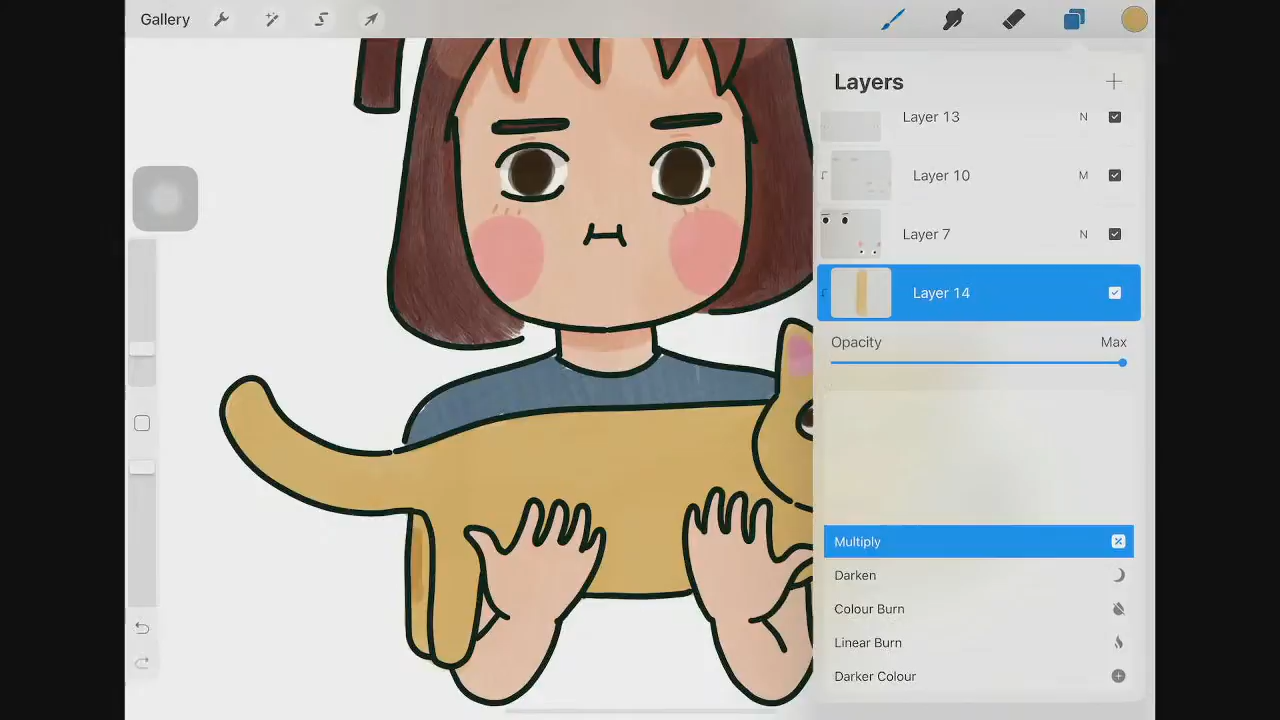 Gallery
Layers
Layer 13 N
Layer 10 M
Layer 7 N
Layer 14
Opacity Max
Multiply
Darken
Colour Burn
Linear Burn
Darker Colour